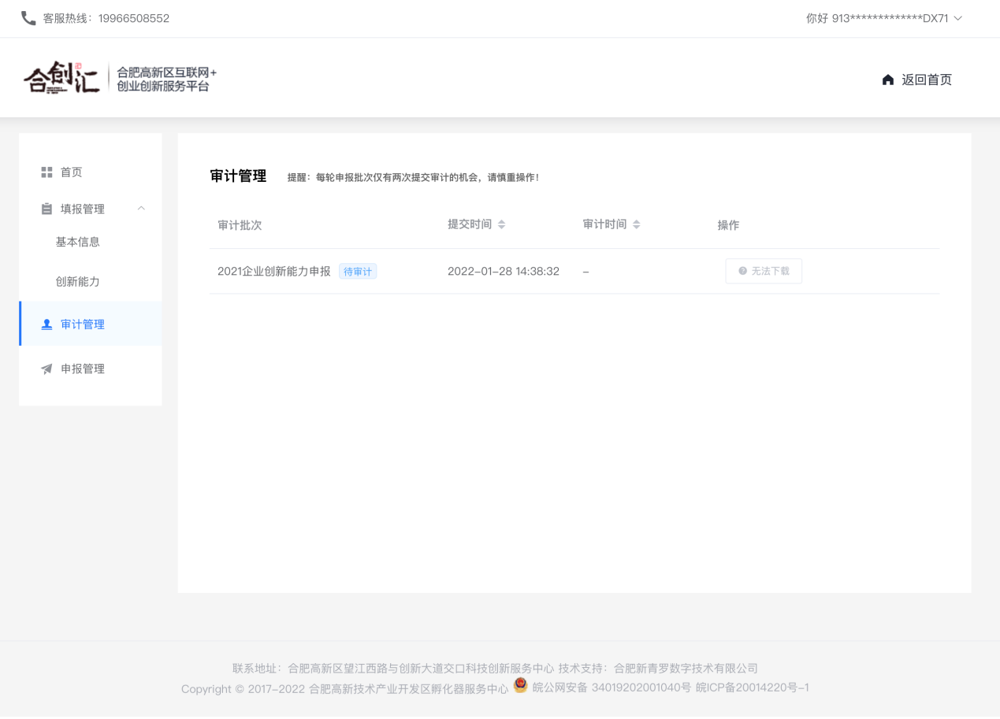 客服热线：19966508552
你好 913*************DX71
合创汇
合肥高新区互联网+
创业创新服务平台
返回首页
首页
填报管理
基本信息
创新能力
审计管理
申报管理
审计管理 提醒：每轮申报批次仅有两次提交审计的机会，请慎重操作！
审计批次 提交时间 审计时间 操作
2021企业创新能力申报 待审计 2022-01-28 14:38:32 - 无法下载
联系地址：合肥高新区望江西路与创新大道交口科技创新服务中心 技术支持：合肥新青罗数字技术有限公司
Copyright © 2017-2022 合肥高新技术产业开发区孵化器服务中心 皖公网安备 34019202001040号 皖ICP备20014220号-1